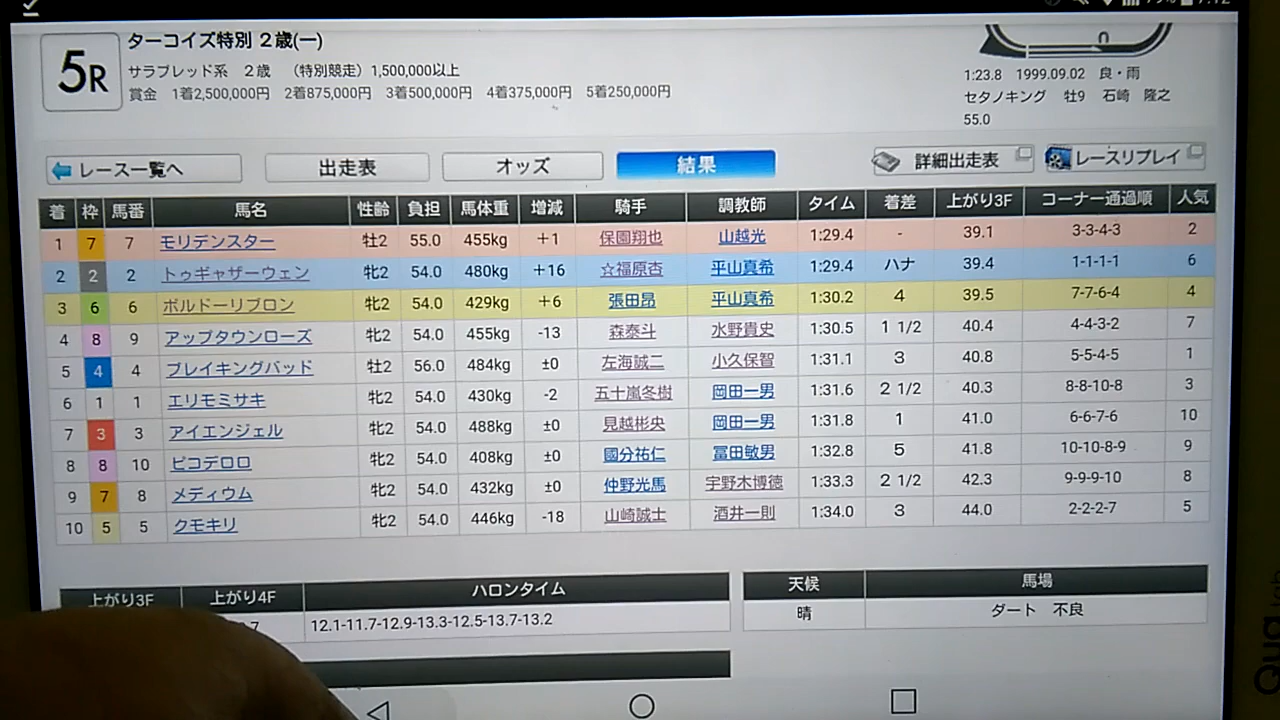 5R
ターコイズ特別 2歳(一)
サラブレッド系 2歳 (特別競走) 1,500,000以上
賞金 1着2,500,000円 2着875,000円 3着500,000円 4着375,000円 5着250,000円
1:23.8 1999.09.02 良・雨
セタノキング 牡9 石崎 隆之
55.0
レース一覧へ 出走表 オッズ 結果 詳細出走表 レースリプレイ
着 枠 馬番 馬名 性齢 負担 馬体重 増減 騎手 調教師 タイム 着差 上がり3F コーナー通過順 人気
1 7 7 モリデンスター 牡2 55.0 455kg +1 保園翔也 山越光 1:29.4 - 39.1 3-3-4-3 2
2 2 2 トゥギャザーウェン 牝2 54.0 480kg +16 ☆福原杏 平山真希 1:29.4 ハナ 39.4 1-1-1-1 6
3 6 6 ボルドーリブロン 牝2 54.0 429kg +6 張田昂 平山真希 1:30.2 4 39.5 7-7-6-4 4
4 8 9 アップタウンローズ 牝2 54.0 455kg -13 森泰斗 水野貴史 1:30.5 1 1/2 40.4 4-4-3-2 7
5 4 4 ブレイキングバッド 牡2 56.0 484kg ±0 左海誠二 小久保智 1:31.1 3 40.8 5-5-4-5 1
6 1 1 エリモミサキ 牝2 54.0 430kg -2 五十嵐冬樹 岡田一男 1:31.6 2 1/2 40.3 8-8-10-8 3
7 3 3 アイエンジェル 牝2 54.0 488kg ±0 見越彬央 岡田一男 1:31.8 1 41.0 6-6-7-6 10
8 8 10 ピコデロロ 牝2 54.0 408kg ±0 國分祐仁 冨田敏男 1:32.8 5 41.8 10-10-8-9 9
9 7 8 メディウム 牝2 54.0 432kg ±0 仲野光馬 宇野木博徳 1:33.3 2 1/2 42.3 9-9-9-10 8
10 5 5 クモキリ 牝2 54.0 446kg -18 山崎誠士 酒井一則 1:34.0 3 44.0 2-2-2-7 5
上がり3F 上がり4F ハロンタイム 天候 馬場
7 12.1-11.7-12.9-13.3-12.5-13.7-13.2 晴 ダート 不良
Qua